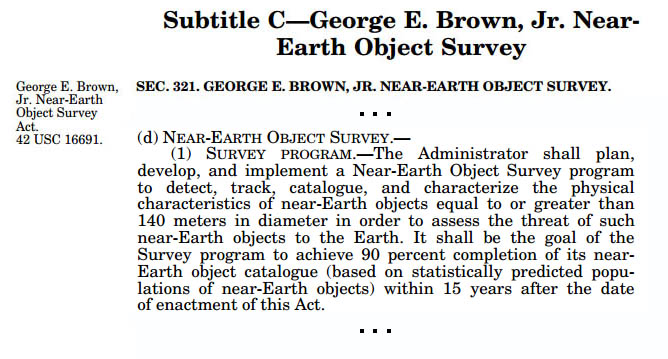 Subtitle C—George E. Brown, Jr. Near-
Earth Object Survey
George E. Brown,
Jr. Near-Earth
Object Survey
Act.
42 USC 16691.
SEC. 321. GEORGE E. BROWN, JR. NEAR-EARTH OBJECT SURVEY.
▪ ▪ ▪
(d) NEAR-EARTH OBJECT SURVEY.—
(1) SURVEY PROGRAM.—The Administrator shall plan,
develop, and implement a Near-Earth Object Survey program
to detect, track, catalogue, and characterize the physical
characteristics of near-Earth objects equal to or greater than
140 meters in diameter in order to assess the threat of such
near-Earth objects to the Earth. It shall be the goal of the
Survey program to achieve 90 percent completion of its near-
Earth object catalogue (based on statistically predicted popu-
lations of near-Earth objects) within 15 years after the date
of enactment of this Act.
▪ ▪ ▪